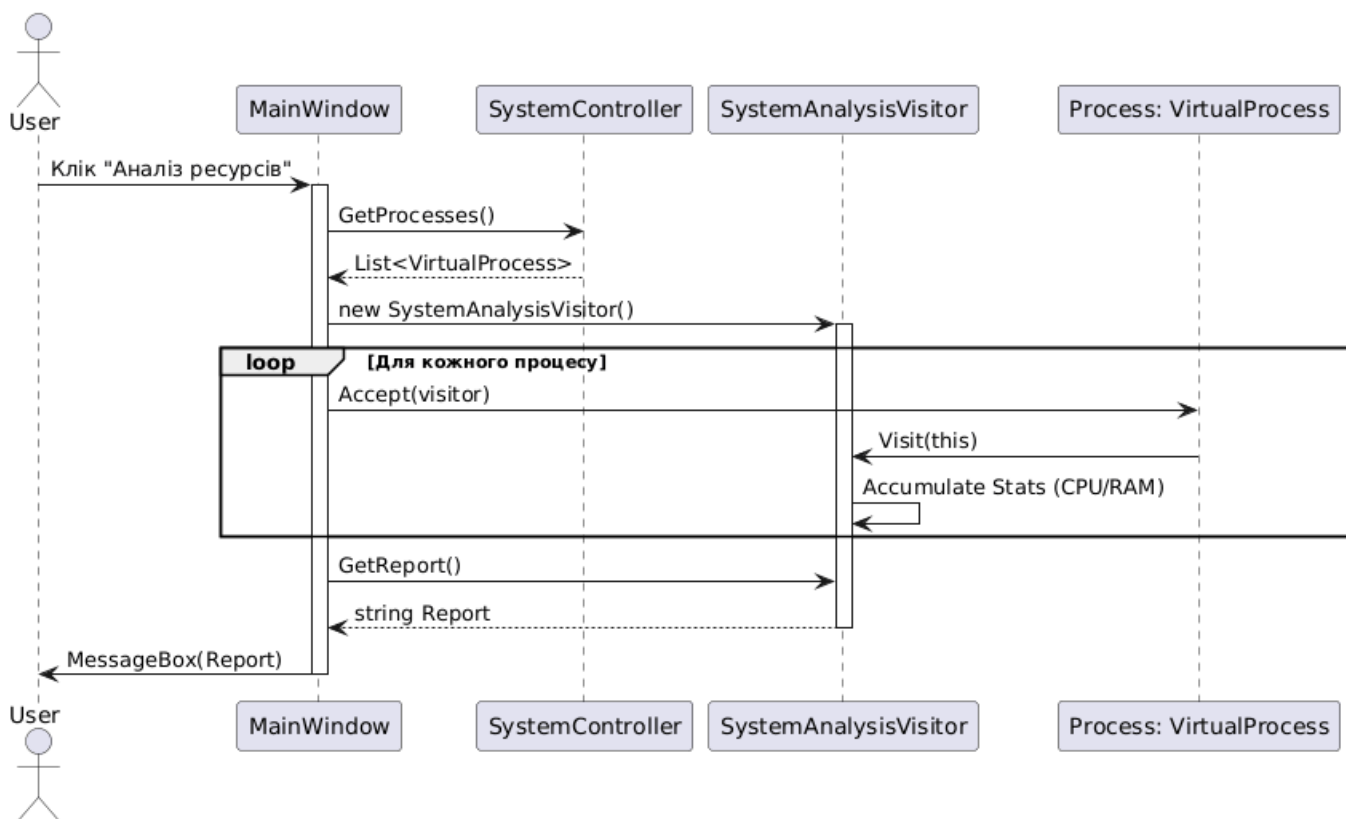 User
MainWindow
SystemController
SystemAnalysisVisitor
Process: VirtualProcess
Клік "Аналіз ресурсів"
GetProcesses()
List<VirtualProcess>
new SystemAnalysisVisitor()
loop
[Для кожного процесу]
Accept(visitor)
Visit(this)
Accumulate Stats (CPU/RAM)
GetReport()
string Report
MessageBox(Report)
User
MainWindow
SystemController
SystemAnalysisVisitor
Process: VirtualProcess